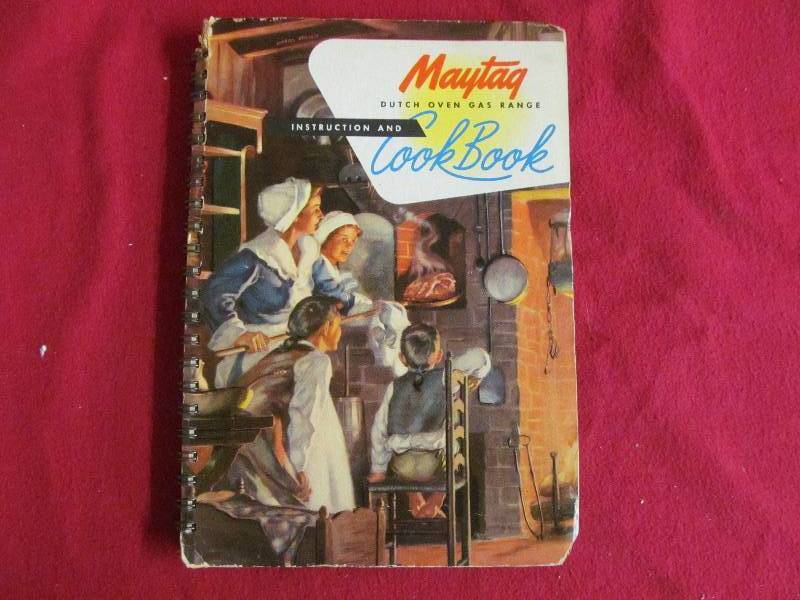 Maytag
DUTCH OVEN GAS RANGE
INSTRUCTION AND
CookBook